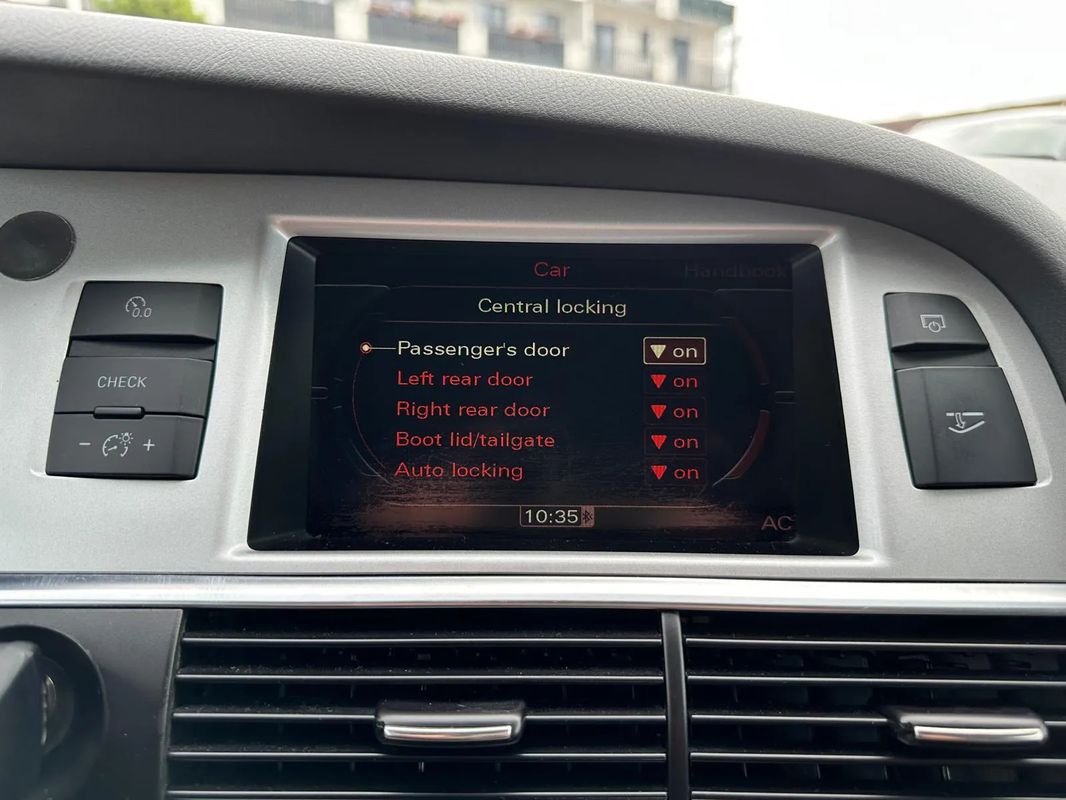 Car Handbook
Central locking
Passenger's door on
Left rear door on
Right rear door on
Boot lid/tailgate on
Auto locking on
10:35
AC
0.0
CHECK
- +